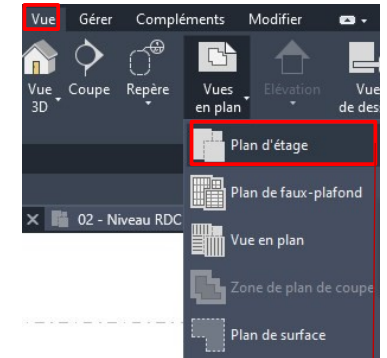 Vue Gérer Compléments Modifier
Vue 3D Coupe Repère Vues en plan Élévation Vue de des
Plan d'étage
Plan de faux-plafond
02 - Niveau RDC
Vue en plan
Zone de plan de coupe
Plan de surface